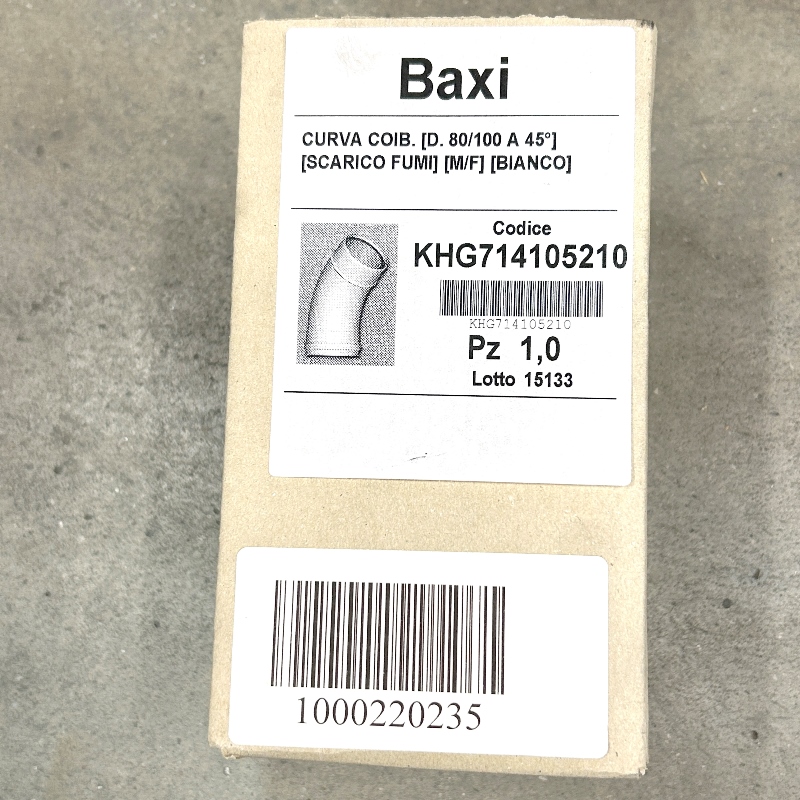 Baxi
CURVA COIB. [D. 80/100 A 45°]
[SCARICO FUMI] [M/F] [BIANCO]
Codice
KHG714105210
KHG714105210
Pz 1,0
Lotto 15133
1000220235